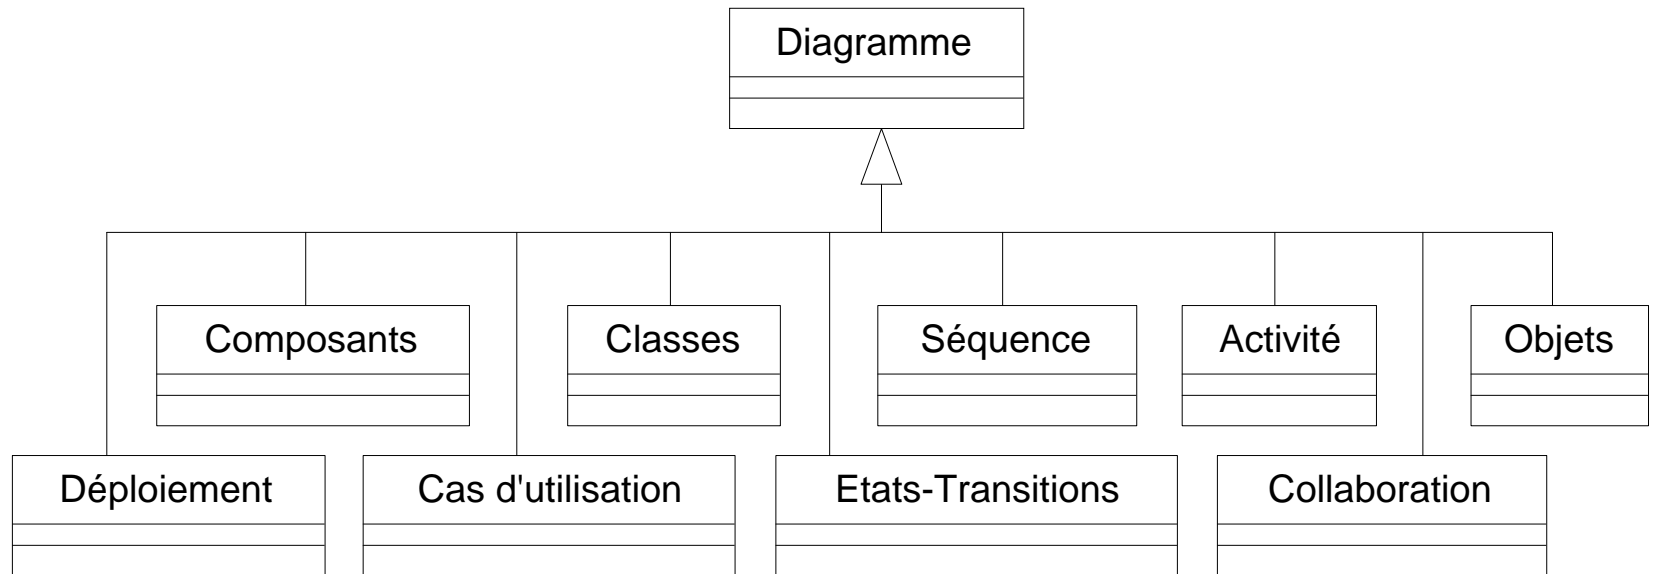 Diagramme
Composants
Classes
Séquence
Activité
Objets
Déploiement
Cas d'utilisation
Etats-Transitions
Collaboration